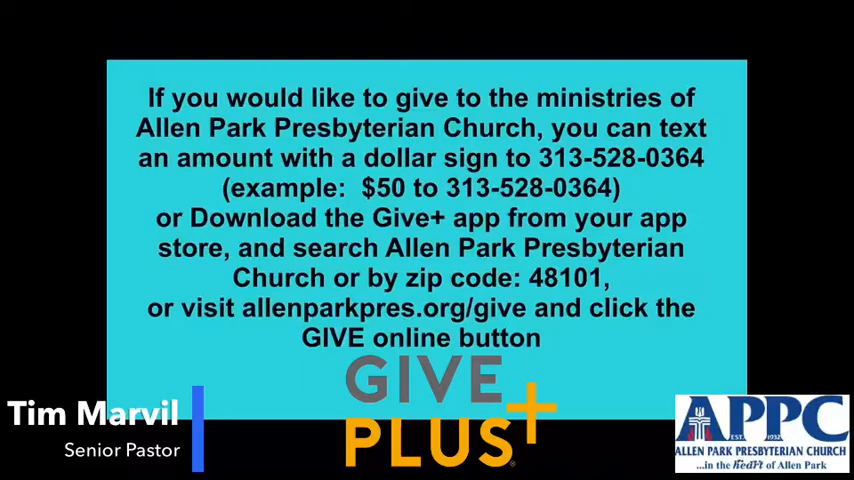 If you would like to give to the ministries of
Allen Park Presbyterian Church, you can text
an amount with a dollar sign to 313-528-0364
(example:  $50 to 313-528-0364)
or Download the Give+ app from your app
store, and search Allen Park Presbyterian
Church or by zip code: 48101,
or visit allenparkpres.org/give and click the
GIVE online button
GIVE
PLUS+
Tim Marvil
Senior Pastor
APPC
EST. 1932
ALLEN PARK PRESBYTERIAN CHURCH
...in the heart of Allen Park